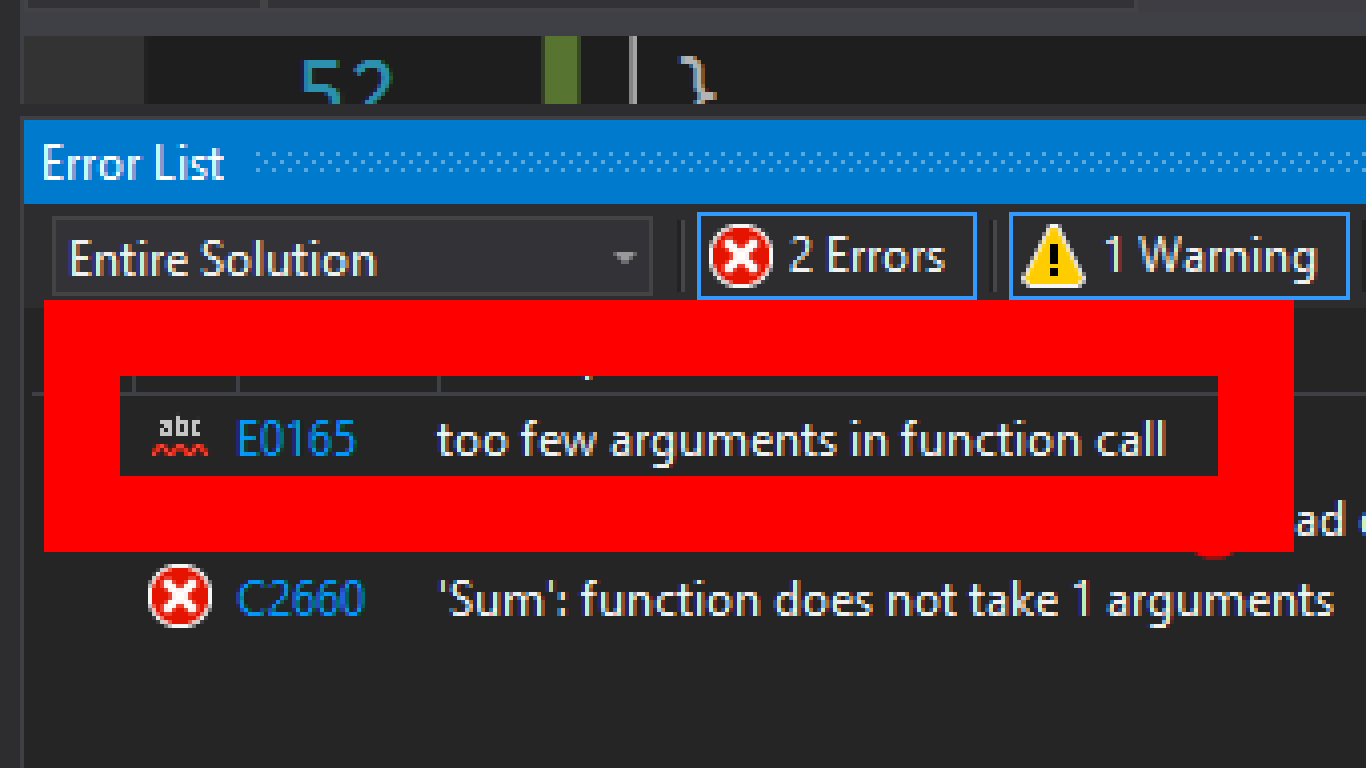 52 }
Error List
Entire Solution 2 Errors 1 Warning
abc E0165 too few arguments in function call
ad
C2660 'Sum': function does not take 1 arguments